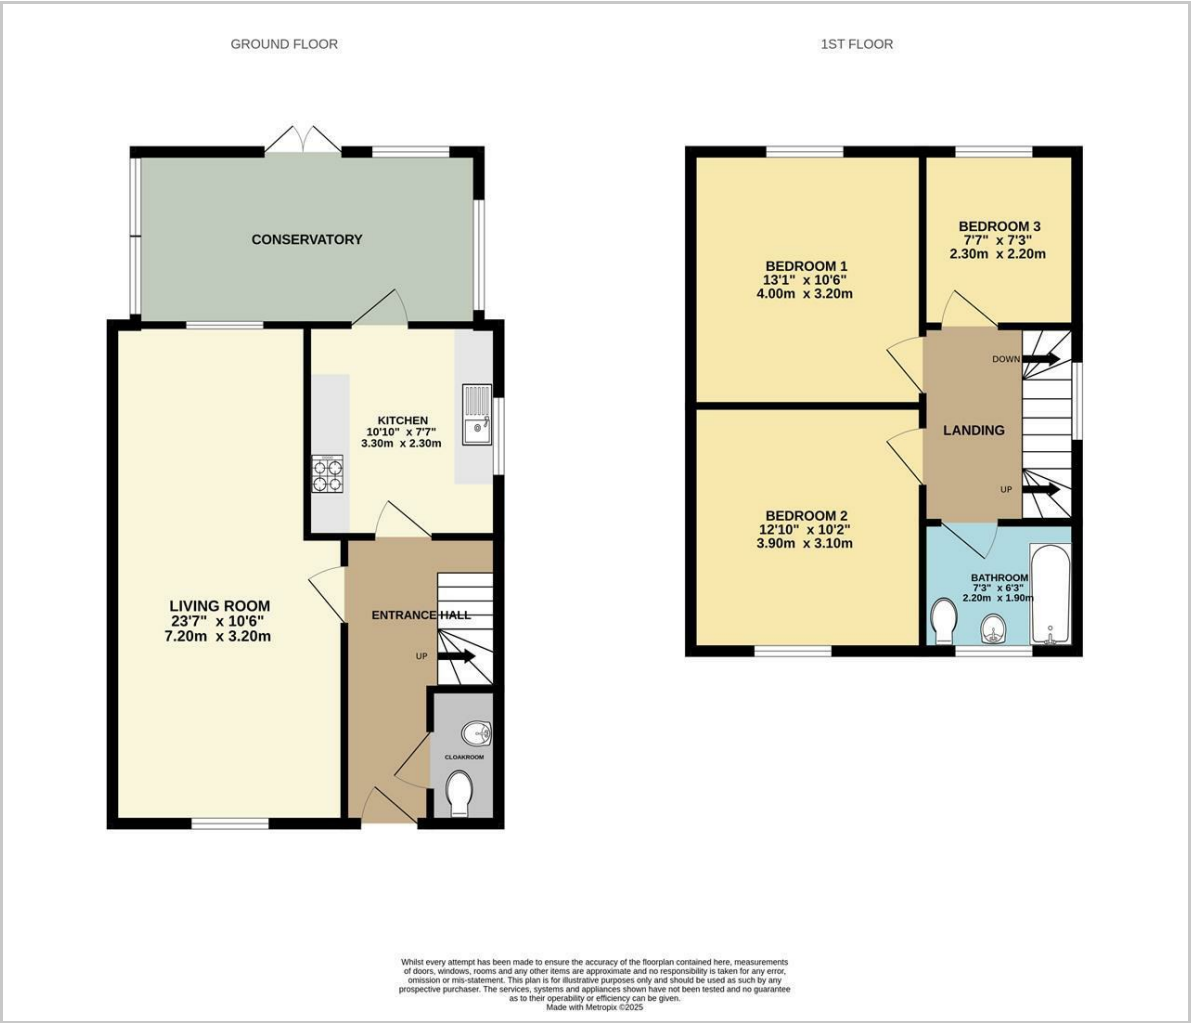 GROUND FLOOR
1ST FLOOR
CONSERVATORY
KITCHEN
10'10" x 7'7"
3.30m x 2.30m
LIVING ROOM
23'7" x 10'6"
7.20m x 3.20m
ENTRANCE HALL
UP
CLOAKROOM
BEDROOM 1
13'1" x 10'6"
4.00m x 3.20m
BEDROOM 3
7'7" x 7'3"
2.30m x 2.20m
DOWN
LANDING
UP
BEDROOM 2
12'10" x 10'2"
3.90m x 3.10m
BATHROOM
7'3" x 6'3"
2.20m x 1.90m
Whilst every attempt has been made to ensure the accuracy of the floorplan contained here, measurements
of doors, windows, rooms and any other items are approximate and no responsibility is taken for any error,
omission or mis-statement. This plan is for illustrative purposes only and should be used as such by any
prospective purchaser. The services, systems and appliances shown have not been tested and no guarantee
as to their operability or efficiency can be given.
Made with Metropix ©2025